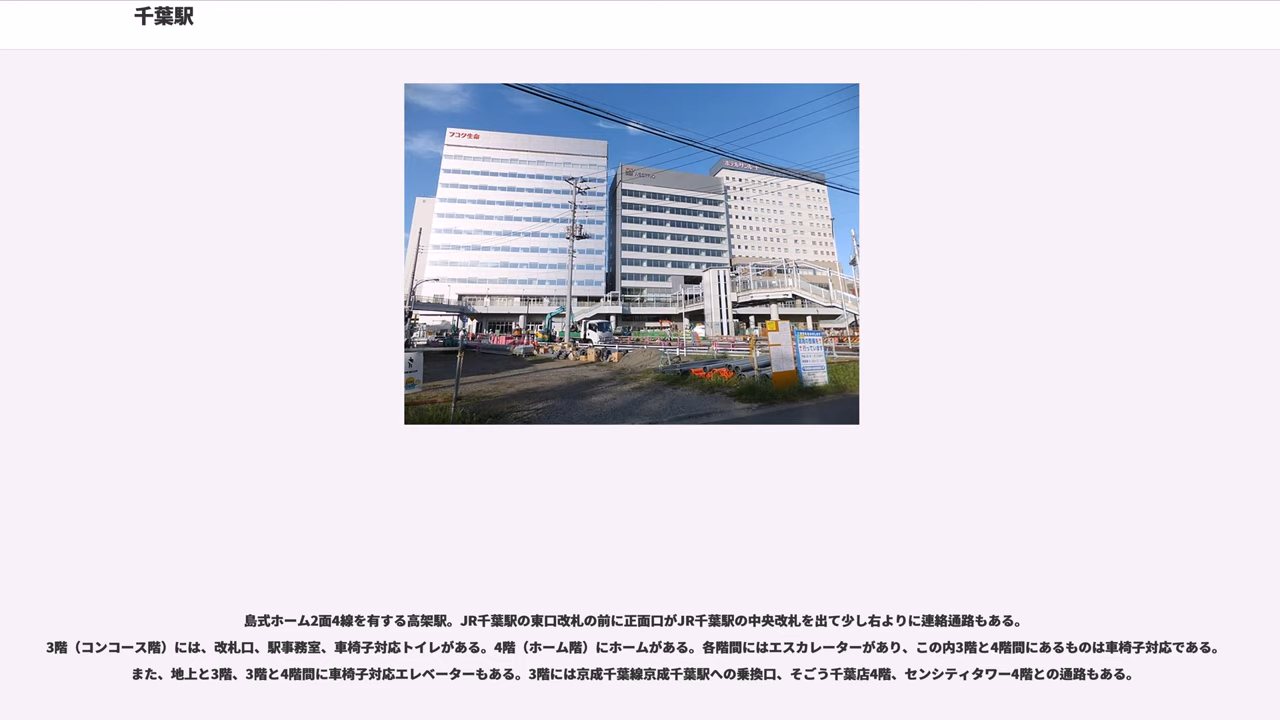 千葉駅
フコク生命
島式ホーム2面4線を有する高架駅。JR千葉駅の東口改札の前に正面口がJR千葉駅の中央改札を出て少し右よりに連絡通路もある。
3階（コンコース階）には、改札口、駅事務室、車椅子対応トイレがある。4階（ホーム階）にホームがある。各階間にはエスカレーターがあり、この内3階と4階間にあるものは車椅子対応である。
また、地上と3階、3階と4階間に車椅子対応エレベーターもある。3階には京成千葉線京成千葉駅への乗換口、そごう千葉店4階、センシティタワー4階との通路もある。